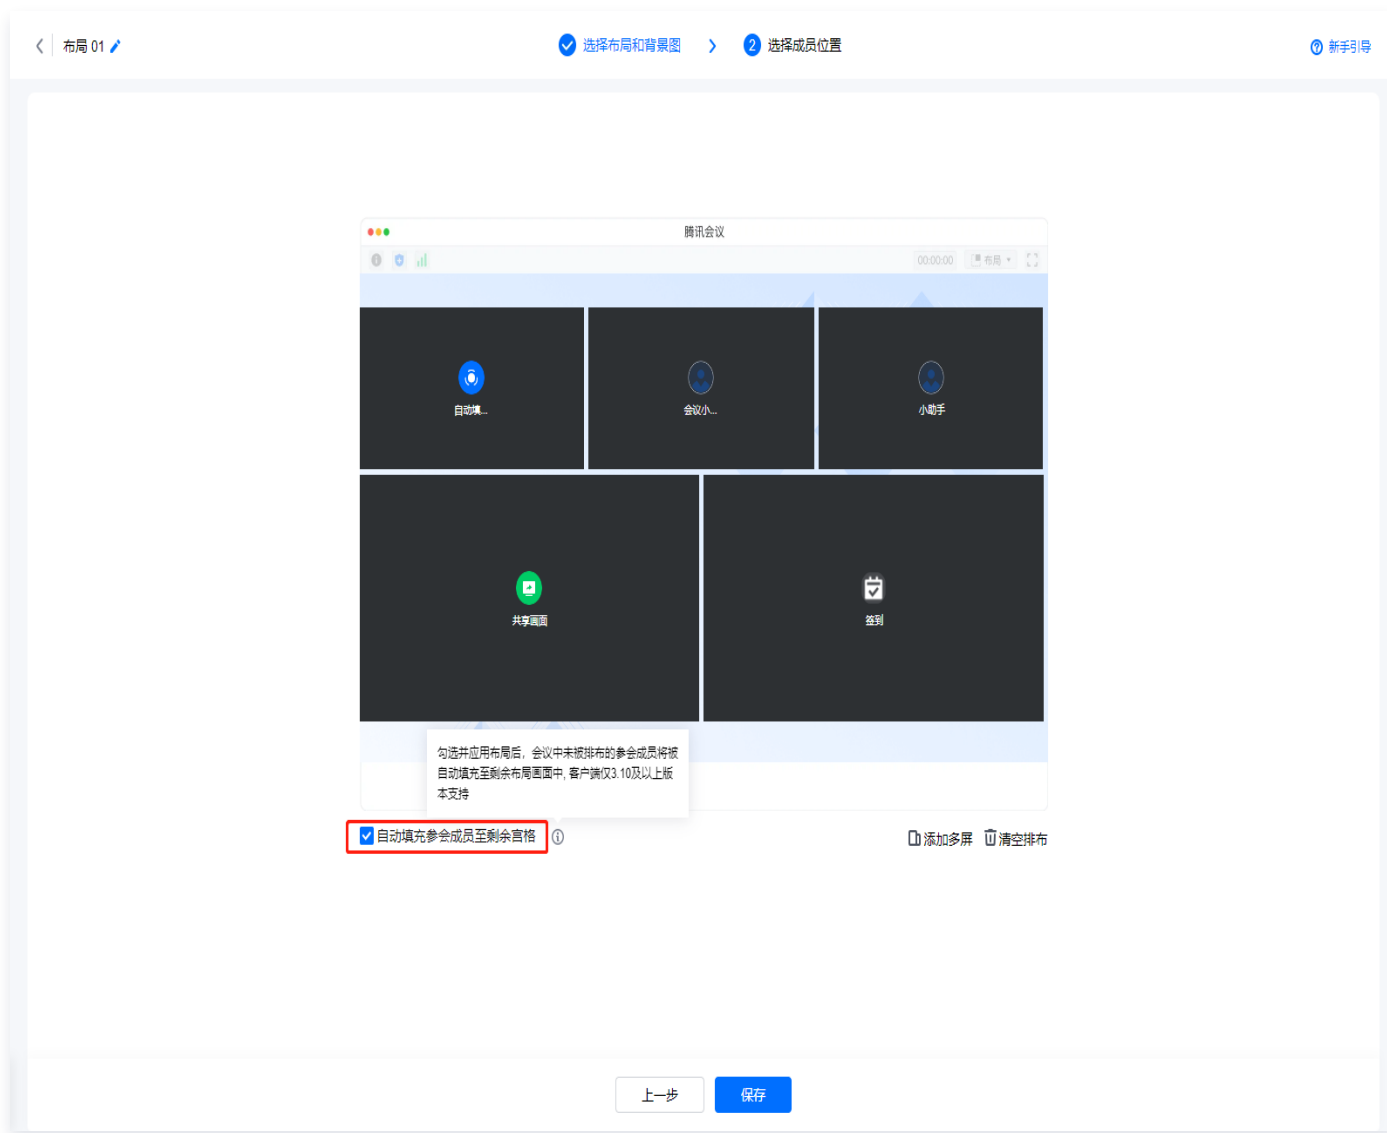 布局 01
选择布局和背景图
2 选择成员位置
新手引导
腾讯会议
00:00:00 布局
自动填...
会议小...
小助手
共享画面
签到
勾选并应用布局后，会议中未被排布的参会成员将被
自动填充至剩余布局画面中, 客户端仅3.10及以上版
本支持
自动填充参会成员至剩余宫格
添加多屏 清空排布
上一步
保存